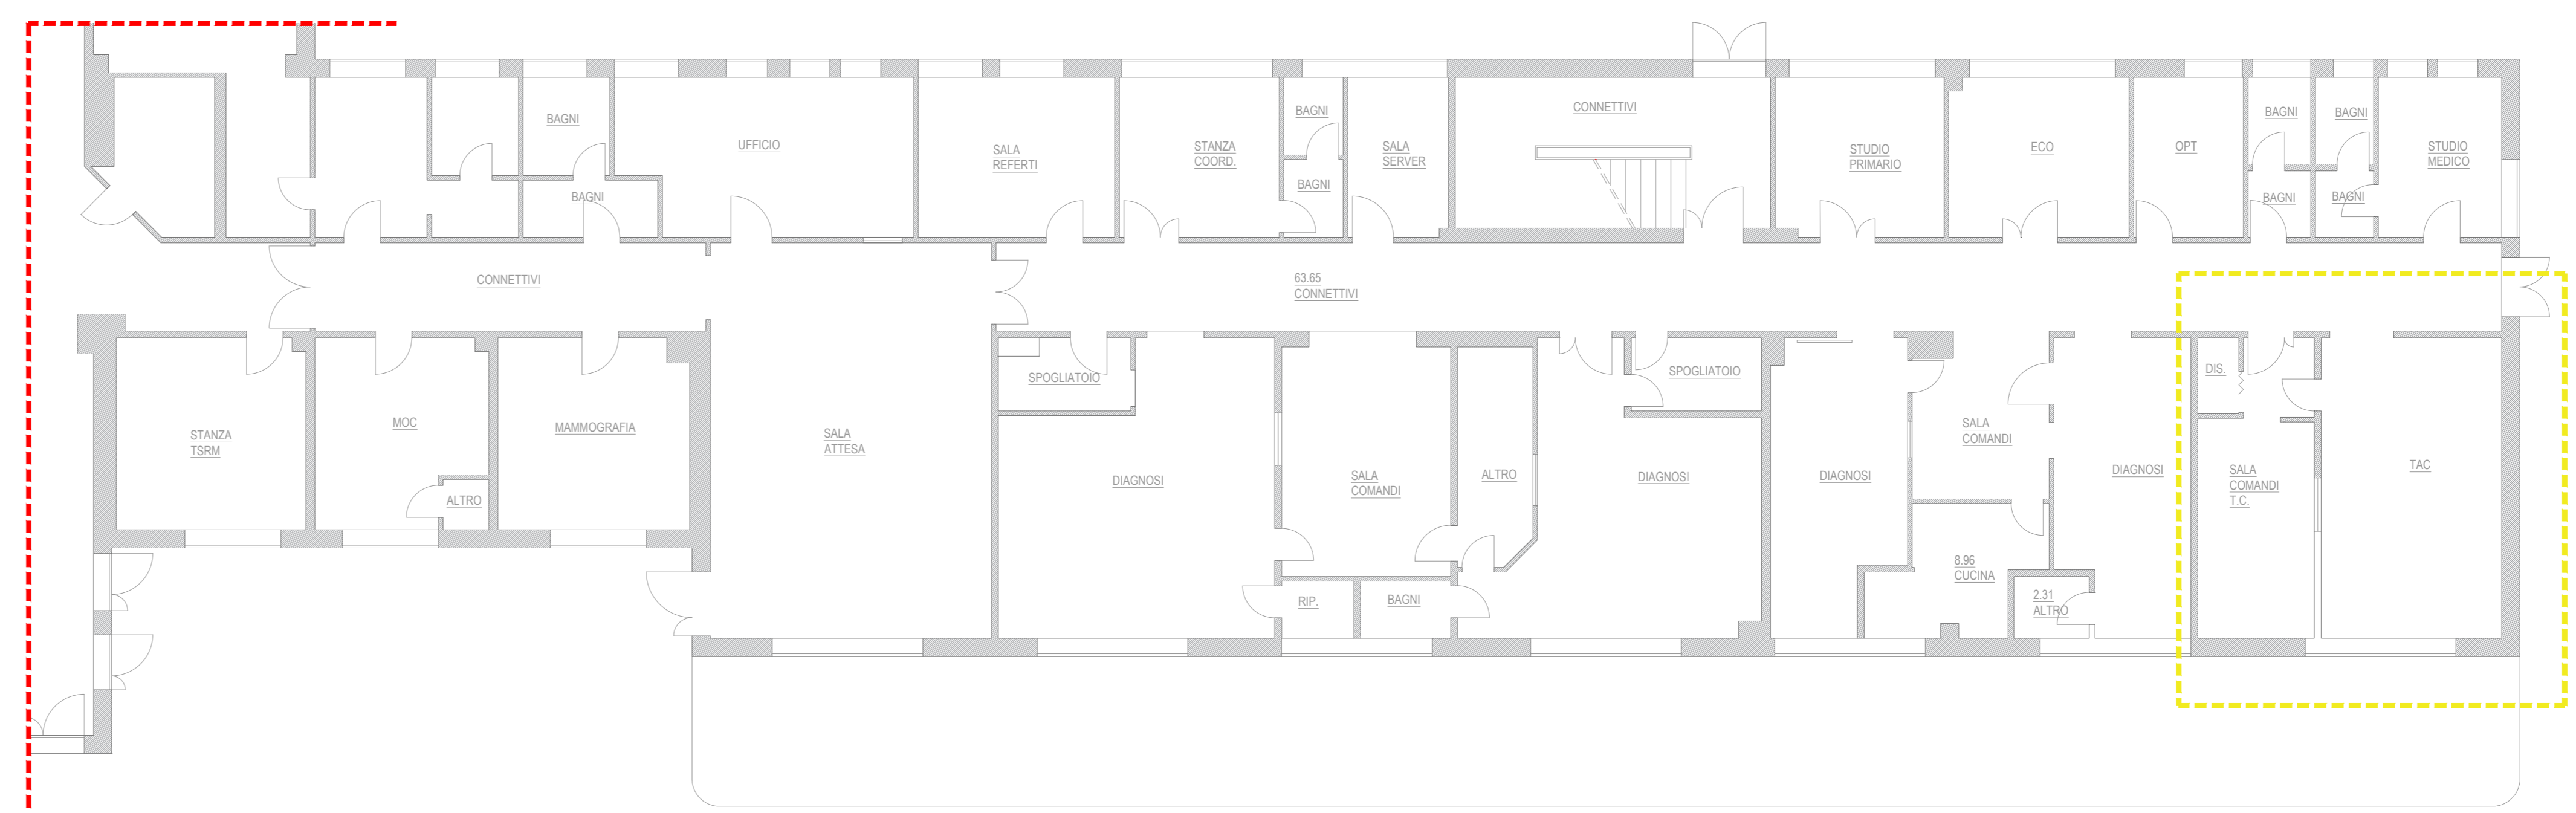 BAGNI
BAGNI
UFFICIO
SALA
REFERTI
STANZA
COORD.
BAGNI
BAGNI
SALA
SERVER
CONNETTIVI
STUDIO
PRIMARIO
ECO
OPT
BAGNI
BAGNI
BAGNI
BAGNI
STUDIO
MEDICO
CONNETTIVI
63.65
CONNETTIVI
STANZA
TSRM
MOC
ALTRO
MAMMOGRAFIA
SALA
ATTESA
SPOGLIATOIO
DIAGNOSI
SALA
COMANDI
RIP.
BAGNI
ALTRO
SPOGLIATOIO
DIAGNOSI
DIAGNOSI
SALA
COMANDI
8.96
CUCINA
2.31
ALTRO
DIAGNOSI
DIS.
SALA
COMANDI
T.C.
TAC